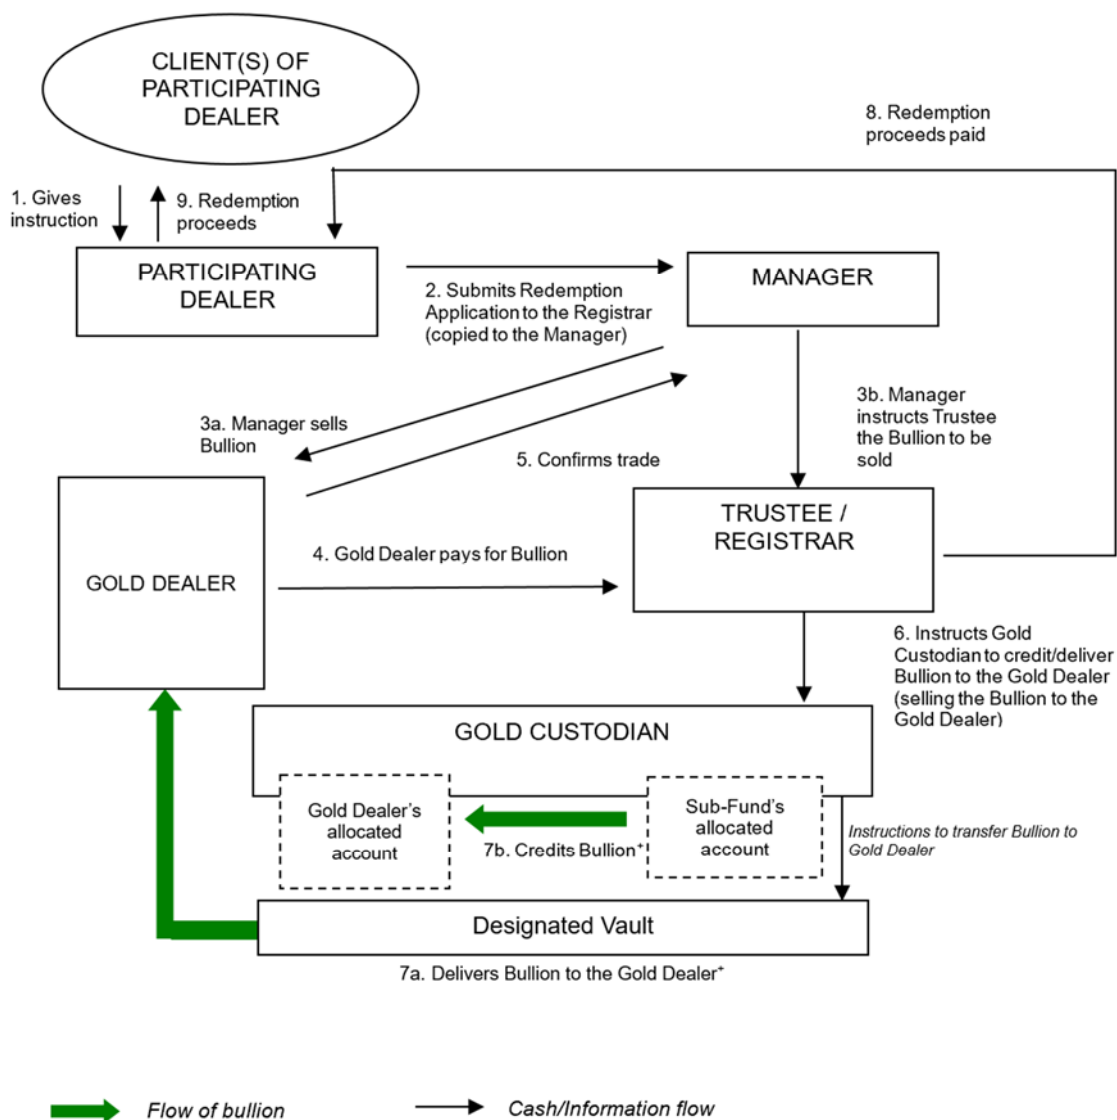 CLIENT(S) OF
PARTICIPATING
DEALER
8. Redemption
proceeds paid
1. Gives
instruction
9. Redemption
proceeds
PARTICIPATING
DEALER
MANAGER
2. Submits Redemption
Application to the Registrar
(copied to the Manager)
3a. Manager sells
Bullion
3b. Manager
instructs Trustee
the Bullion to be
sold
5. Confirms trade
TRUSTEE /
REGISTRAR
4. Gold Dealer pays for Bullion
GOLD DEALER
6. Instructs Gold
Custodian to credit/deliver
Bullion to the Gold Dealer
(selling the Bullion to the
Gold Dealer)
GOLD CUSTODIAN
Gold Dealer’s
allocated
account
Sub-Fund’s
allocated
account
7b. Credits Bullion⁺
Instructions to transfer Bullion to
Gold Dealer
Designated Vault
7a. Delivers Bullion to the Gold Dealer⁺
Flow of bullion
Cash/Information flow